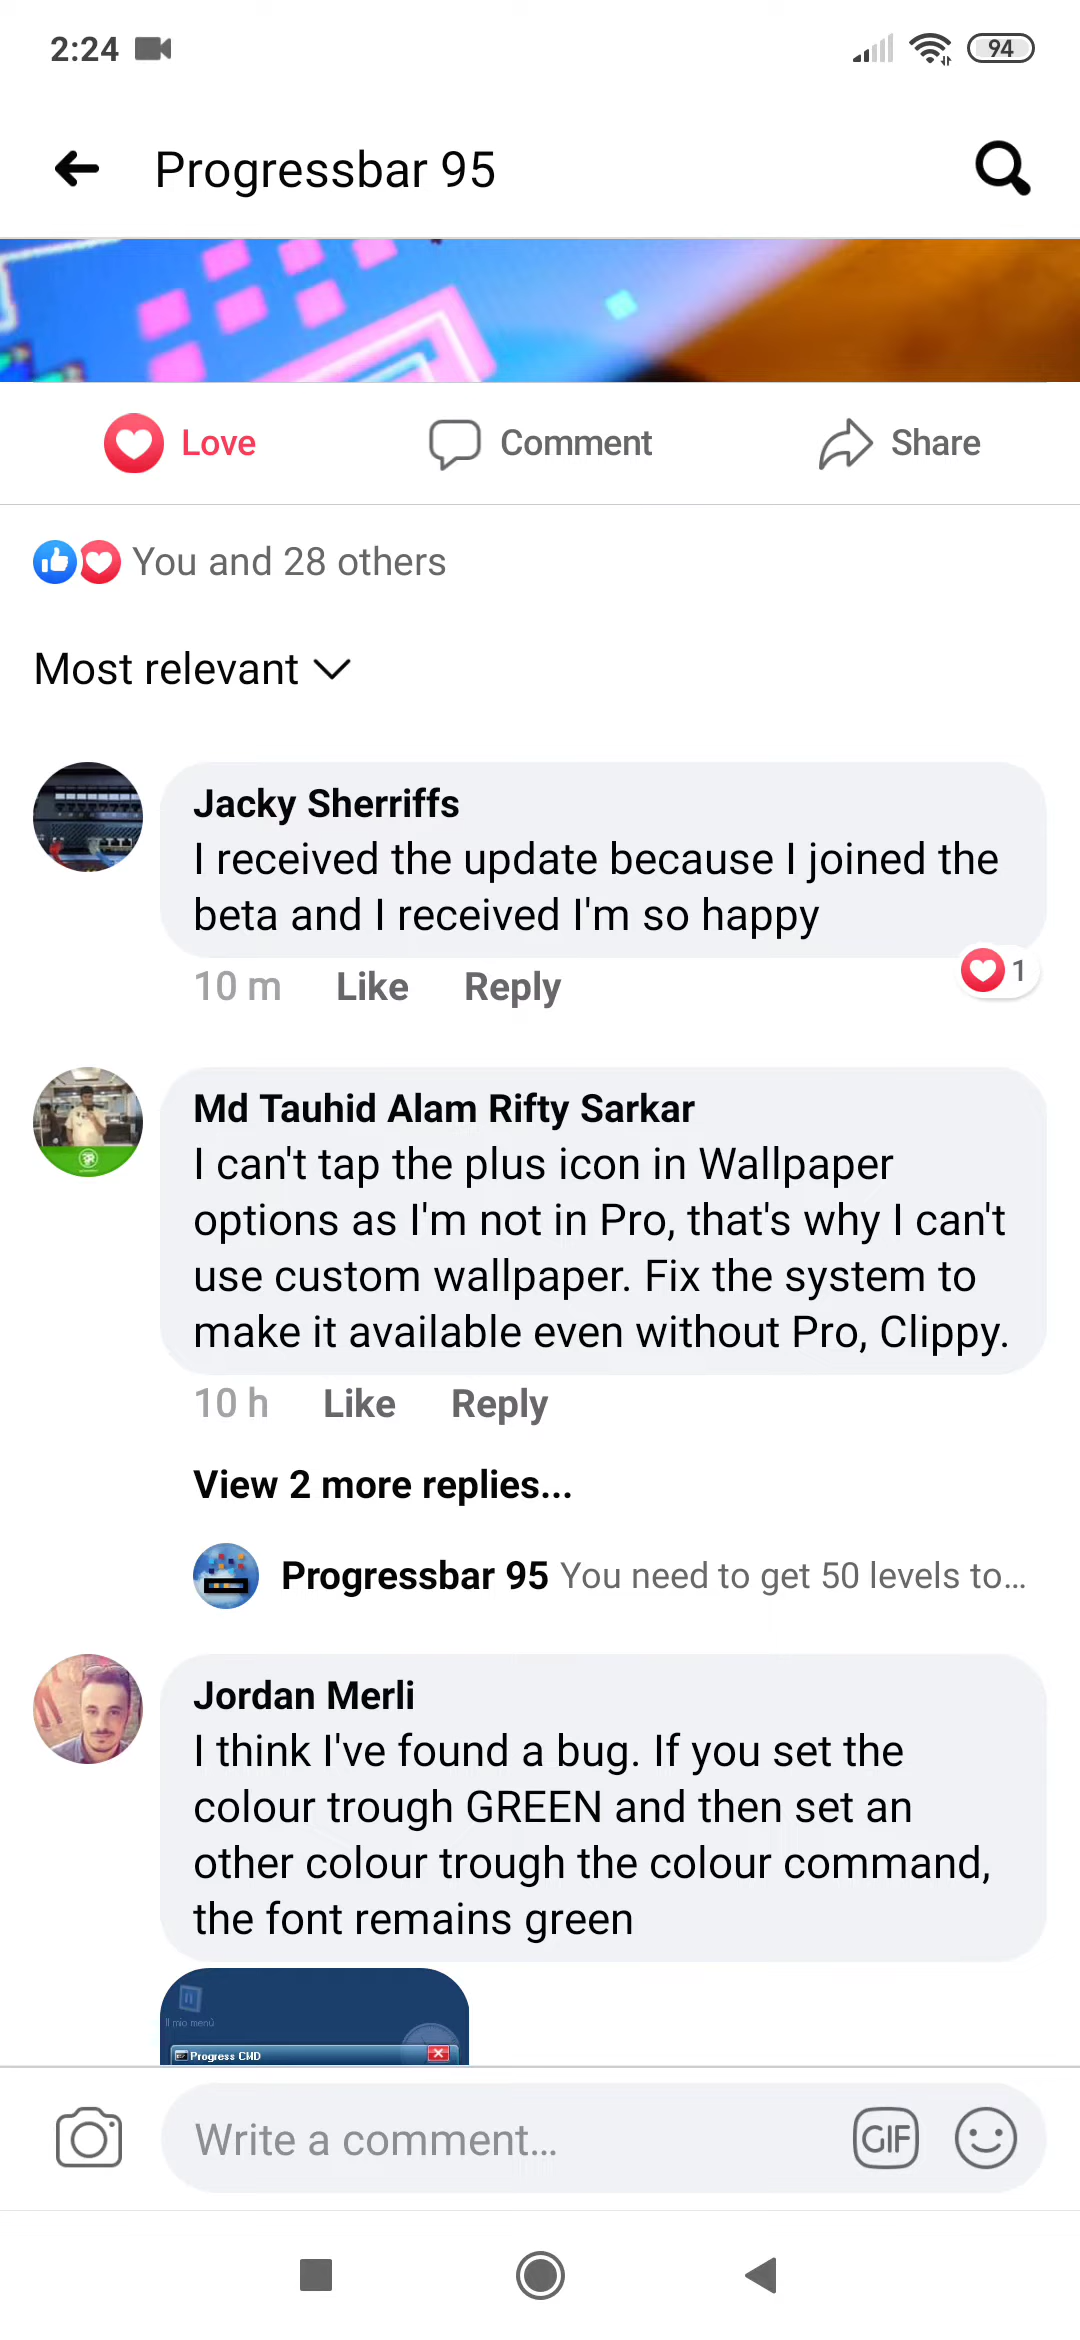 2:24
94
Progressbar 95
Love
Comment
Share
You and 28 others
Most relevant
Jacky Sherriffs
I received the update because I joined the
beta and I received I'm so happy
10 m Like Reply
1
Md Tauhid Alam Rifty Sarkar
I can't tap the plus icon in Wallpaper
options as I'm not in Pro, that's why I can't
use custom wallpaper. Fix the system to
make it available even without Pro, Clippy.
10 h Like Reply
View 2 more replies...
Progressbar 95 You need to get 50 levels to...
Jordan Merli
I think I've found a bug. If you set the
colour trough GREEN and then set an
other colour trough the colour command,
the font remains green
Il mio menù
Progress CMD
Write a comment...
GIF